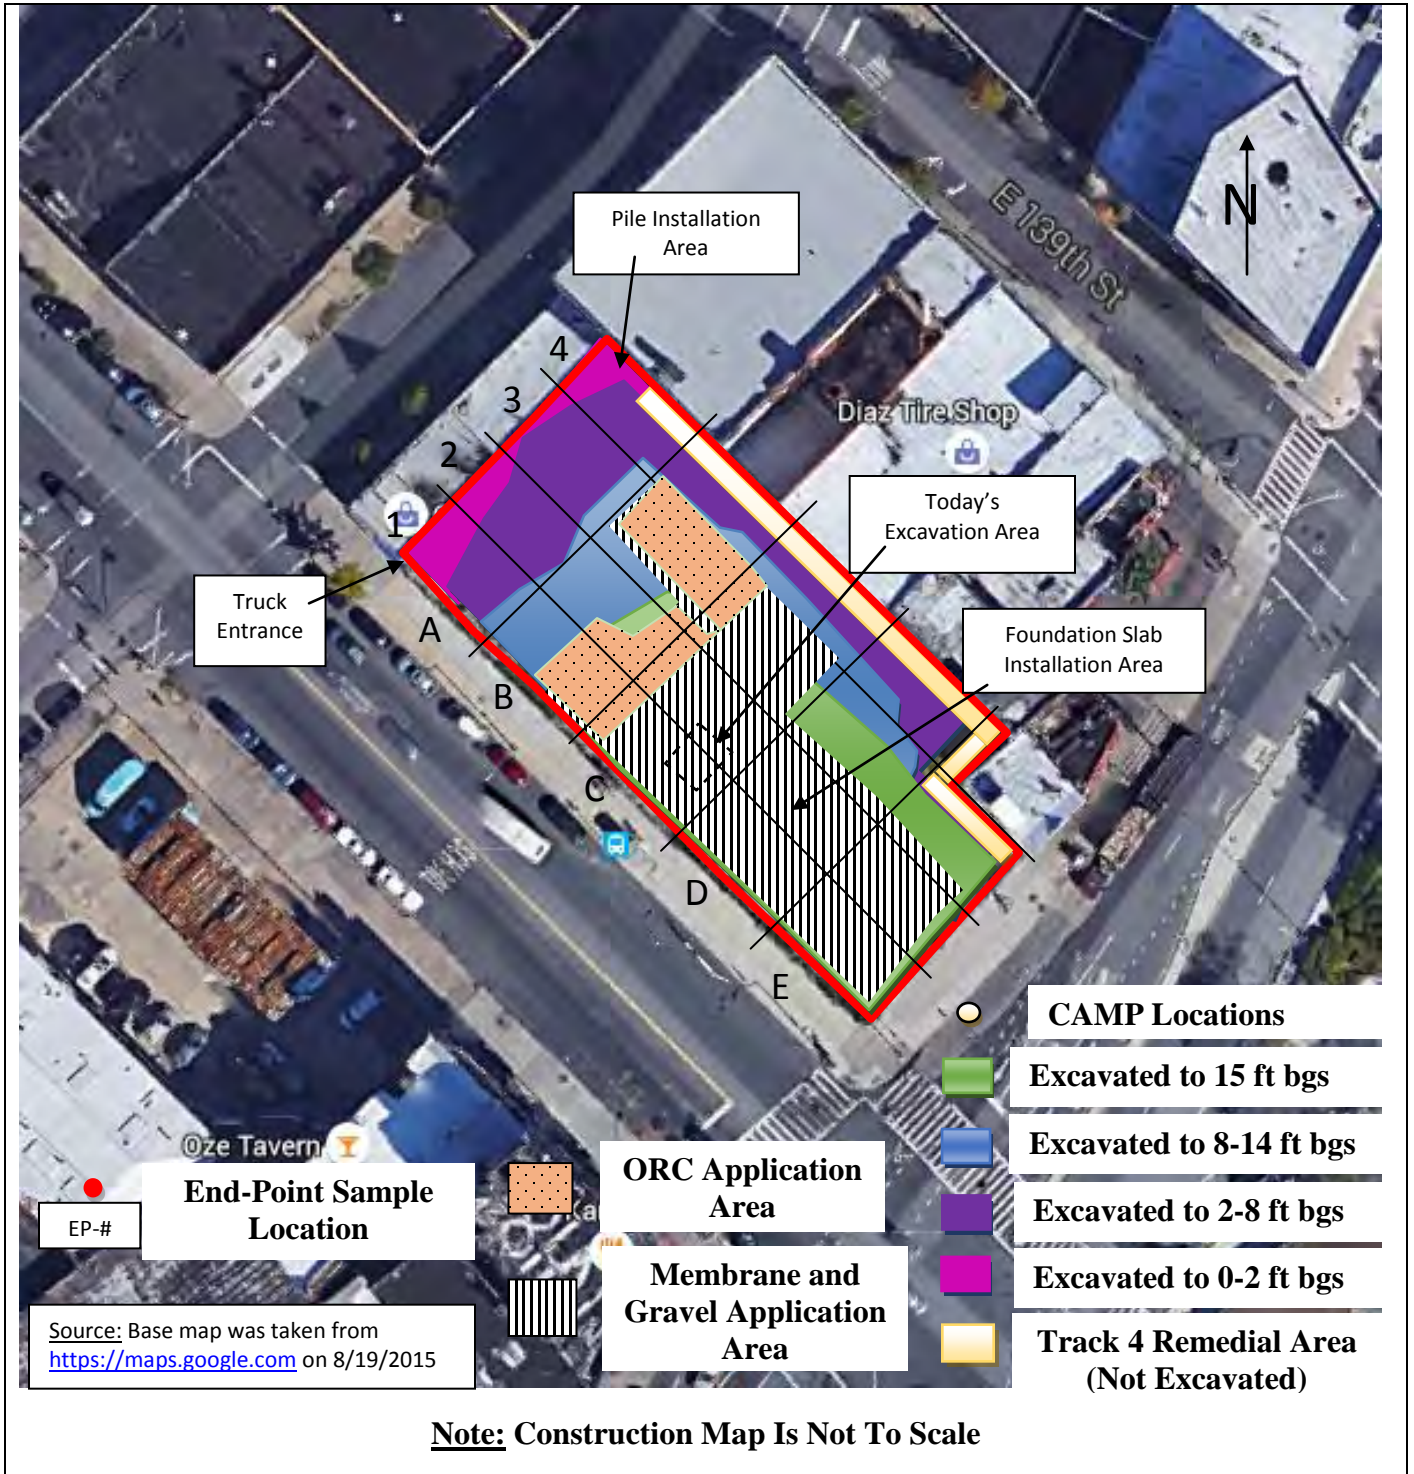 E 139th St
N
Pile Installation
Area
4
3
2
1
Diaz Tire Shop
Today's
Excavation Area
Truck
Entrance
Foundation Slab
Installation Area
A
B
C
D
E
CAMP Locations
Excavated to 15 ft bgs
Excavated to 8-14 ft bgs
Excavated to 2-8 ft bgs
Excavated to 0-2 ft bgs
Track 4 Remedial Area
(Not Excavated)
Oze Tavern
End-Point Sample
Location
EP-#
ORC Application
Area
Ka
Membrane and
Gravel Application
Area
Source: Base map was taken from
https://maps.google.com on 8/19/2015
Note: Construction Map Is Not To Scale